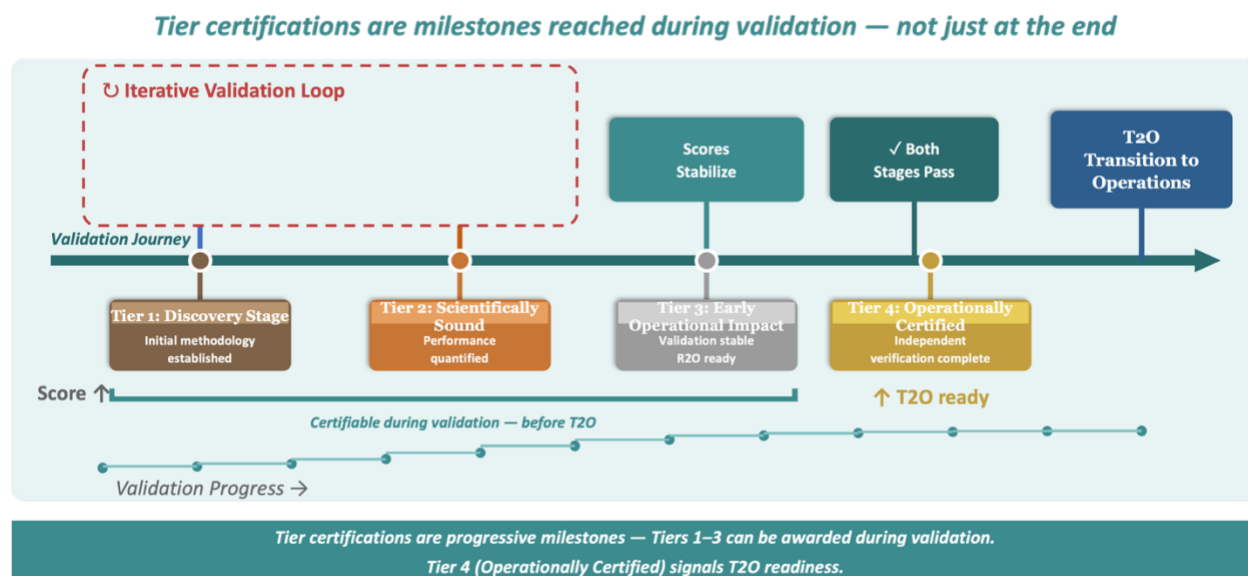 Tier certifications are milestones reached during validation — not just at the end
↻ Iterative Validation Loop
Scores
Stabilize
✓ Both
Stages Pass
T2O
Transition to
Operations
Validation Journey
Tier 1: Discovery Stage
Initial methodology
established
Tier 2: Scientifically
Sound
Performance
quantified
Tier 3: Early
Operational Impact
Validation stable
R2O ready
Tier 4: Operationally
Certified
Independent
verification complete
Score ↑
↑ T2O ready
Certifiable during validation — before T2O
Validation Progress →
Tier certifications are progressive milestones — Tiers 1–3 can be awarded during validation.
Tier 4 (Operationally Certified) signals T2O readiness.